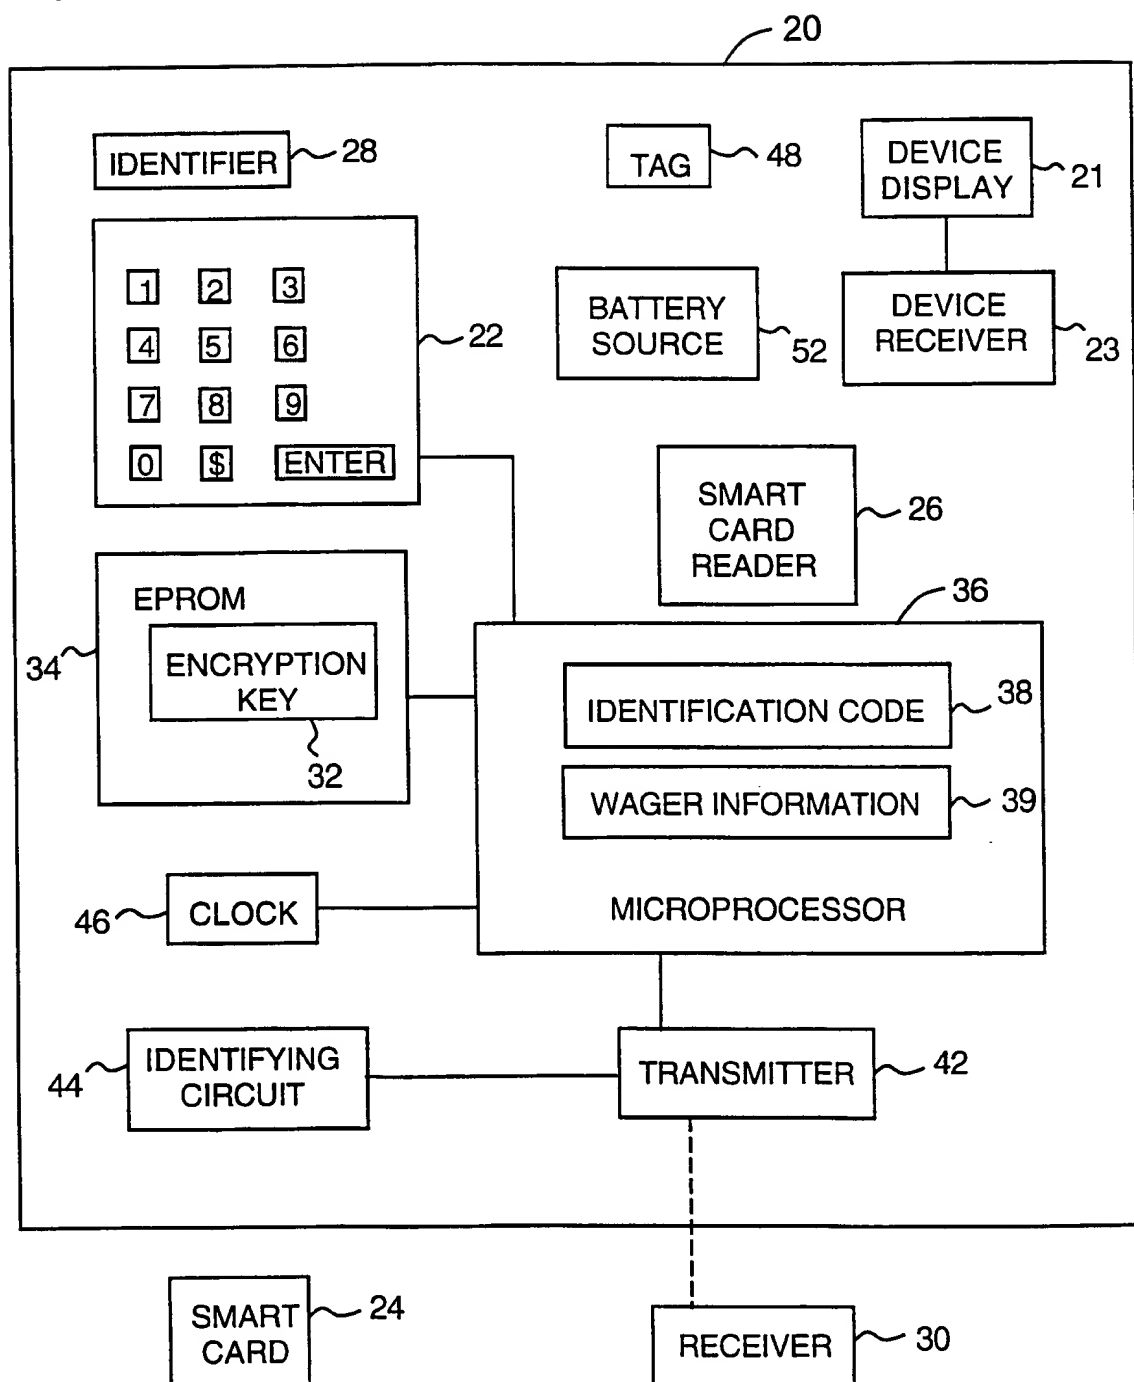 20
IDENTIFIER
28
TAG
48
DEVICE
DISPLAY
21
1 2 3
4 5 6
7 8 9
0 $ ENTER
22
BATTERY
SOURCE
52
DEVICE
RECEIVER
23
SMART
CARD
READER
26
EPROM
ENCRYPTION
KEY
34
32
36
IDENTIFICATION CODE
38
WAGER INFORMATION
39
MICROPROCESSOR
46
CLOCK
44
IDENTIFYING
CIRCUIT
TRANSMITTER
42
SMART
CARD
24
RECEIVER
30